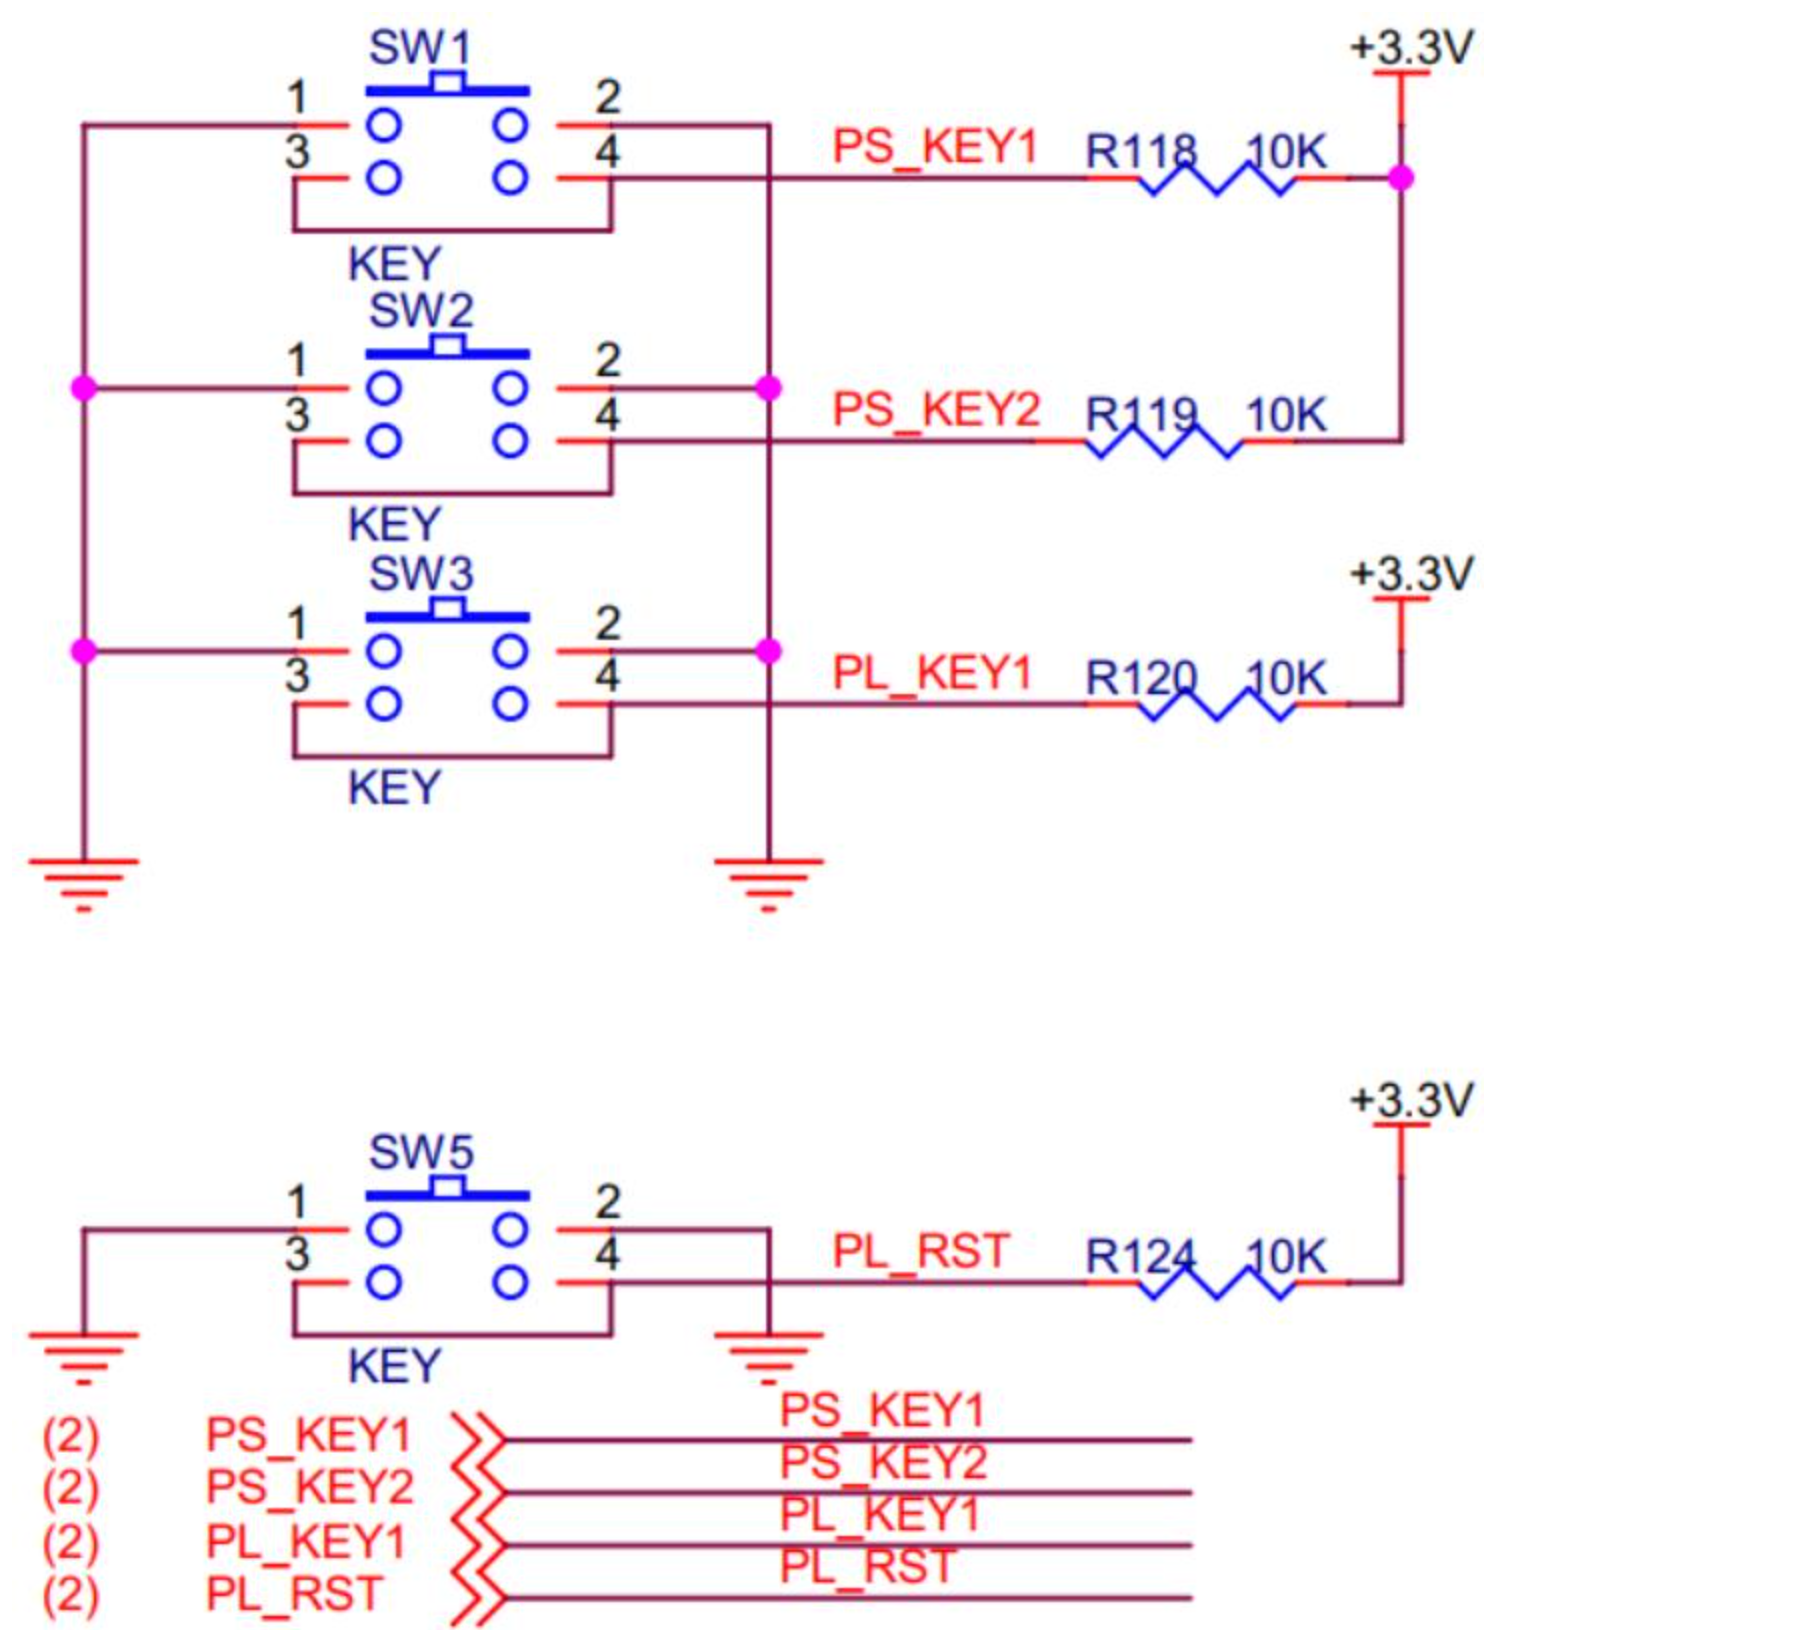 SW1
+3.3V
1 2
PS_KEY1 R118 10K
3 4
KEY
SW2
1 2
PS_KEY2 R119 10K
3 4
KEY
SW3
+3.3V
1 2
PL_KEY1 R120 10K
3 4
KEY
+3.3V
SW5
1 2
PL_RST R124 10K
3 4
KEY
(2) PS_KEY1 PS_KEY1
(2) PS_KEY2 PS_KEY2
(2) PL_KEY1 PL_KEY1
(2) PL_RST PL_RST